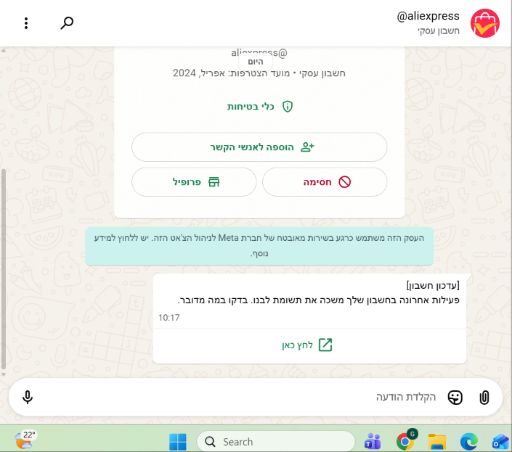 @aliexpress
חשבון עסקי
@aliexpress
היום
חשבון עסקי • מועד הצטרפות: אפריל, 2024
כלי בטיחות
הוספה לאנשי הקשר
חסימה
פרופיל
העסק הזה משתמש כרגע בשירות מאובטח של חברת Meta לניהול הצ'אט הזה. יש ללחוץ למידע
נוסף.
[עדכון חשבון]
פעילות אחרונה בחשבון שלך משכה את תשומת לבנו. בדקו במה מדובר.
10:17
לחץ כאן
הקלדת הודעה
22°
Search
G